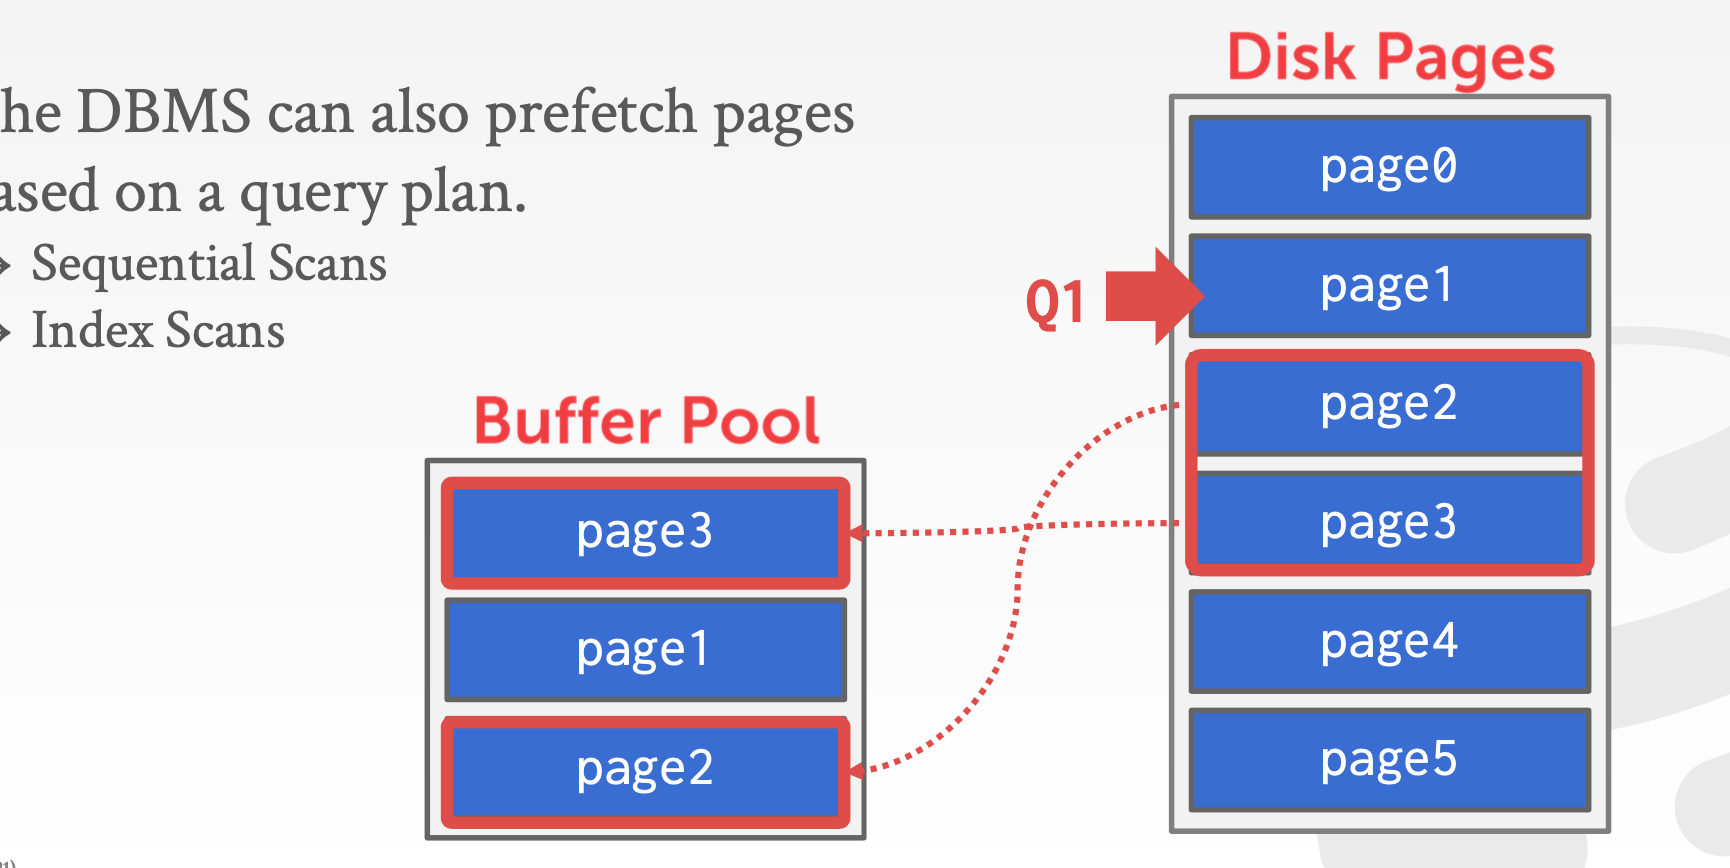 he DBMS can also prefetch pages
ased on a query plan.
Sequential Scans
Index Scans
Buffer Pool
page3
page1
page2
Disk Pages
page0
Q1
page1
page2
page3
page4
page5